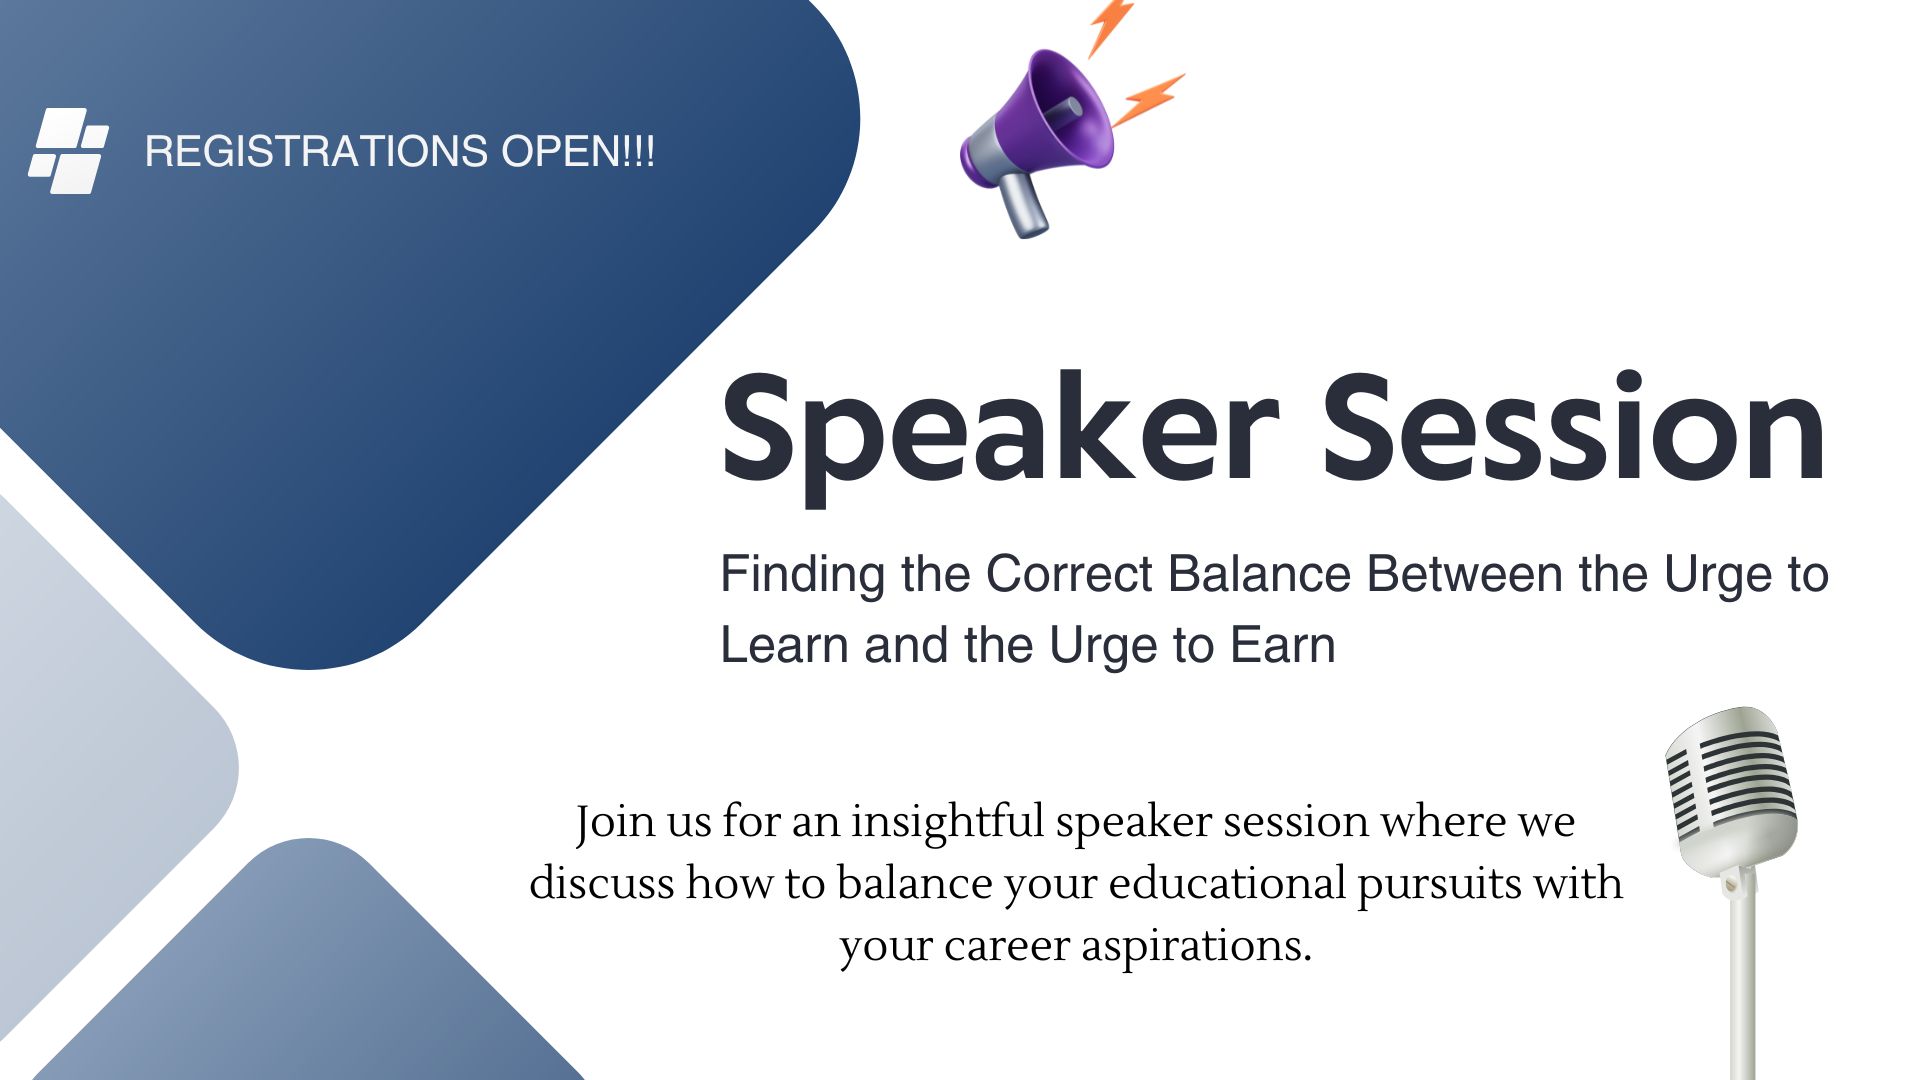 REGISTRATIONS OPEN!!!
Speaker Session
Finding the Correct Balance Between the Urge to
Learn and the Urge to Earn
Join us for an insightful speaker session where we
discuss how to balance your educational pursuits with
your career aspirations.